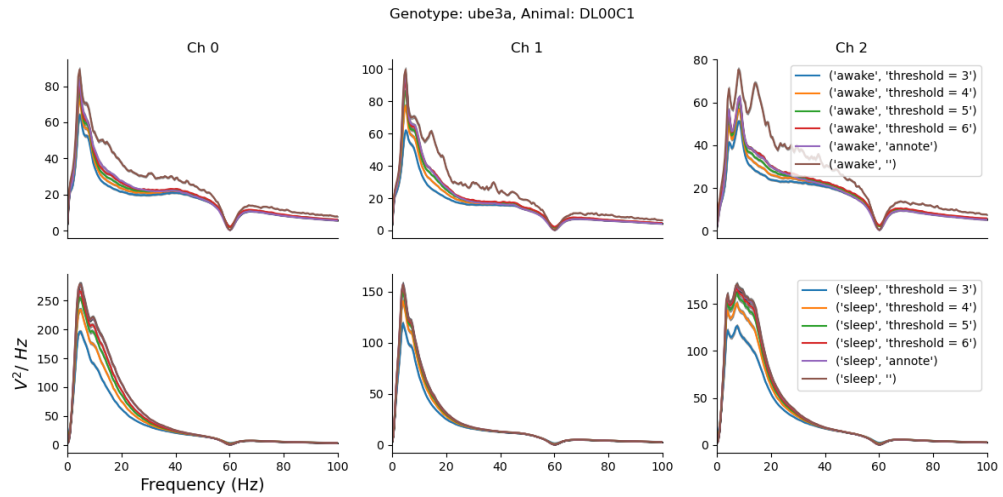 Genotype: ube3a, Animal: DL00C1
Ch 0
Ch 1
Ch 2
80
60
40
20
0
100
80
60
40
20
0
80
60
40
20
0
('awake', 'threshold = 3')
('awake', 'threshold = 4')
('awake', 'threshold = 5')
('awake', 'threshold = 6')
('awake', 'annote')
('awake', '')
V²/ Hz
250
200
150
100
50
0
150
100
50
0
150
100
50
0
('sleep', 'threshold = 3')
('sleep', 'threshold = 4')
('sleep', 'threshold = 5')
('sleep', 'threshold = 6')
('sleep', 'annote')
('sleep', '')
0 20 40 60 80 100
0 20 40 60 80 100
0 20 40 60 80 100
Frequency (Hz)